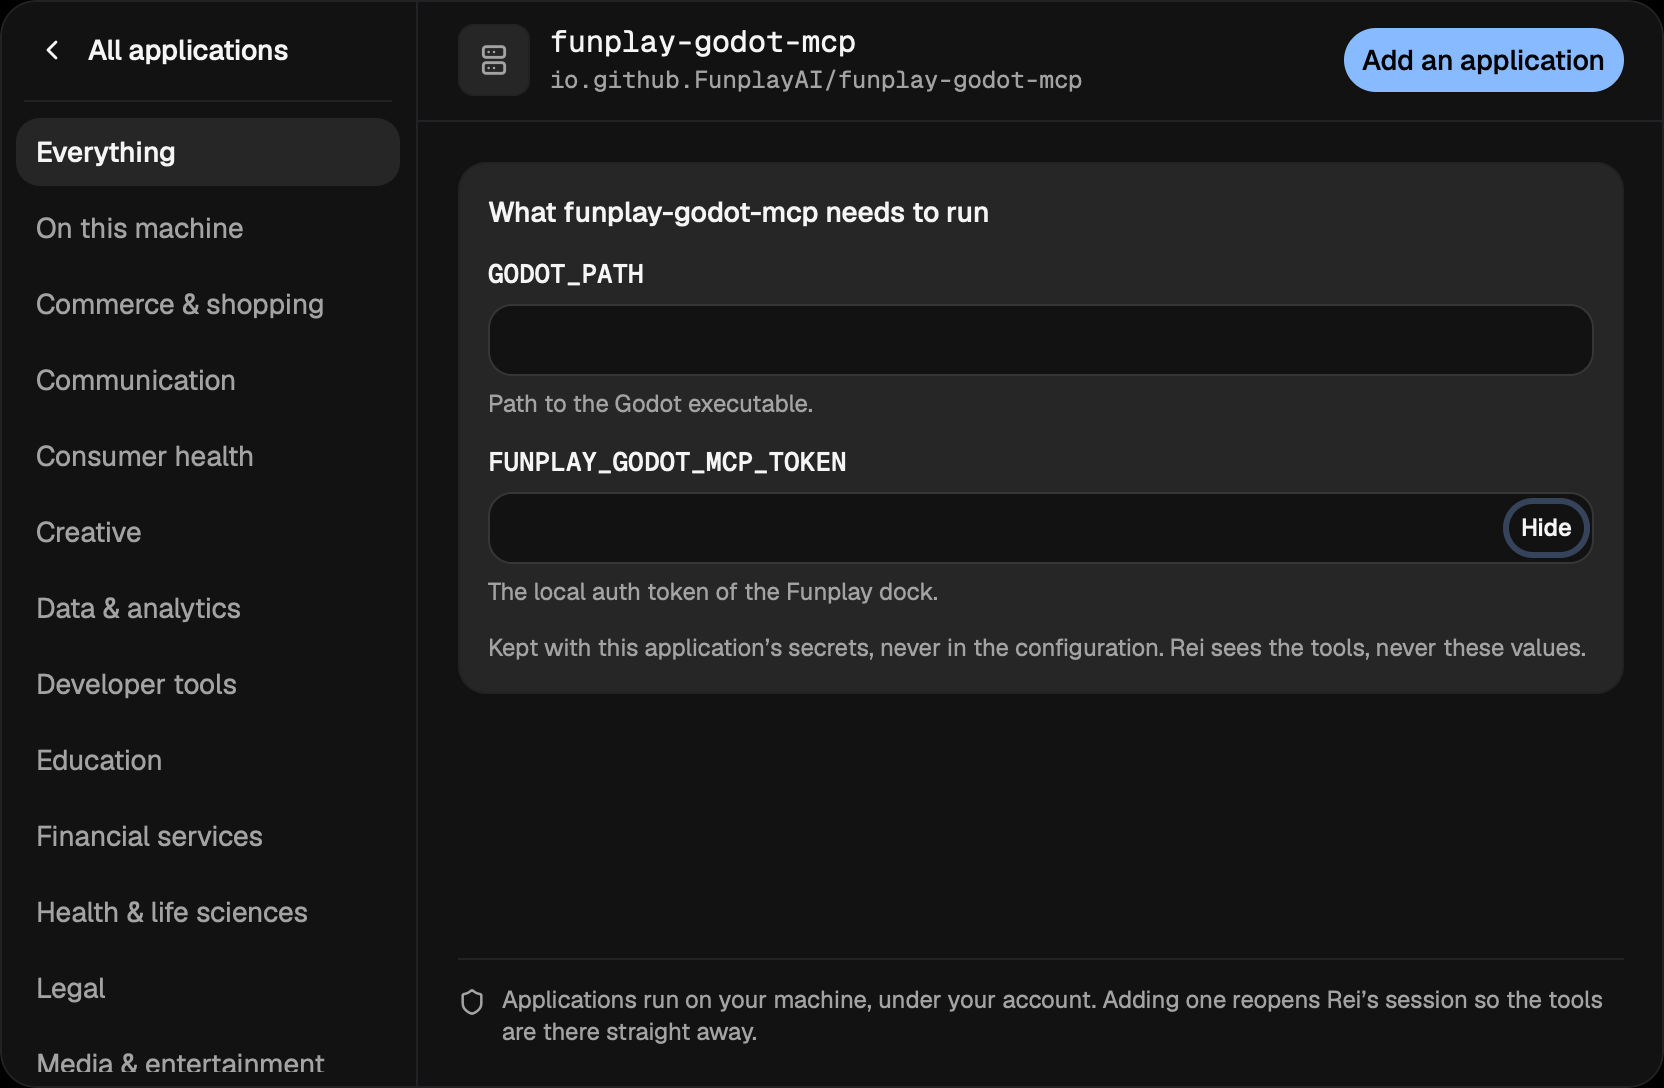 All applications
Everything
On this machine
Commerce & shopping
Communication
Consumer health
Creative
Data & analytics
Developer tools
Education
Financial services
Health & life sciences
Legal
Media & entertainment
funplay-godot-mcp
io.github.FunplayAI/funplay-godot-mcp
Add an application
What funplay-godot-mcp needs to run
GODOT_PATH
Path to the Godot executable.
FUNPLAY_GODOT_MCP_TOKEN
Hide
The local auth token of the Funplay dock.
Kept with this application’s secrets, never in the configuration. Rei sees the tools, never these values.
Applications run on your machine, under your account. Adding one reopens Rei’s session so the tools
are there straight away.